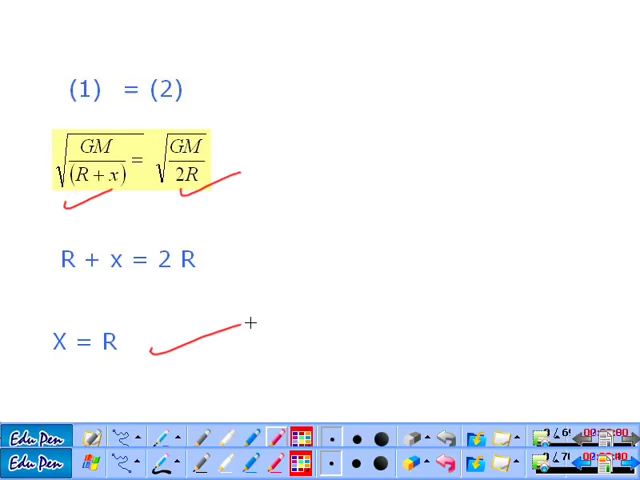 (1) = (2)
√GM/(R + x) = √GM/2R
R + x = 2 R
X = R
Edu Pen
Edu Pen